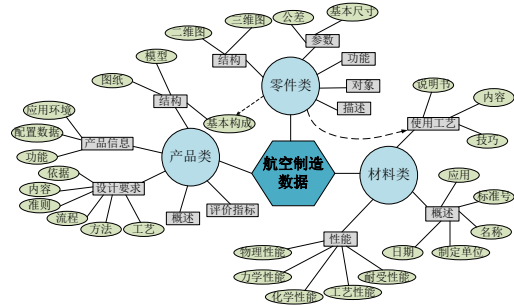 二维图
三维图
公差
基本尺寸
参数
结构
功能
零件类
对象
描述
模型
图纸
结构
基本构成
说明书
内容
使用工艺
技巧
应用环境
配置数据
产品信息
功能
产品类
航空制造
数据
材料类
依据
内容
设计要求
准则
流程
方法
工艺
概述
评价指标
应用
标准号
概述
名称
日期
制定单位
性能
物理性能
力学性能
化学性能
工艺性能
耐受性能